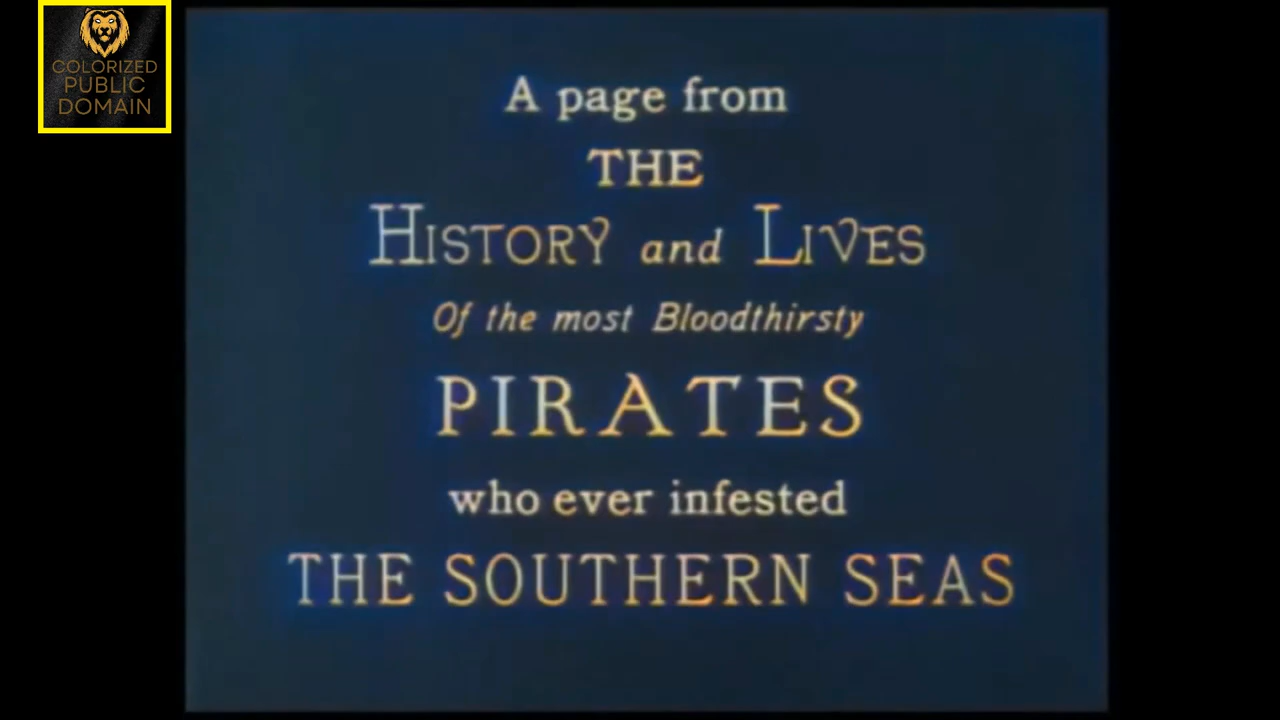 COLORIZED
PUBLIC
DOMAIN
A page from
THE
HISTORY and LIVES
Of the most Bloodthirsty
PIRATES
who ever infested
THE SOUTHERN SEAS